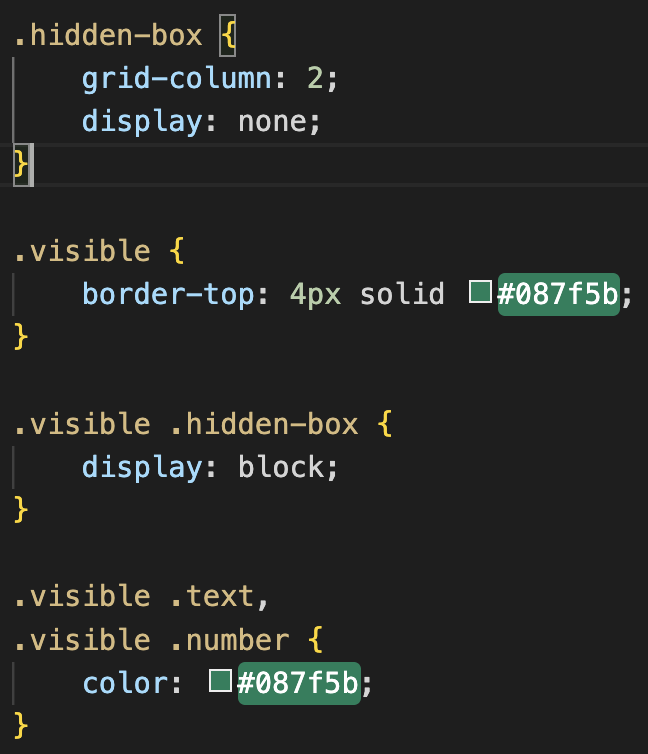 .hidden-box {
    grid-column: 2;
    display: none;
}
.visible {
    border-top: 4px solid #087f5b;
}
.visible .hidden-box {
    display: block;
}
.visible .text,
.visible .number {
    color: #087f5b;
}